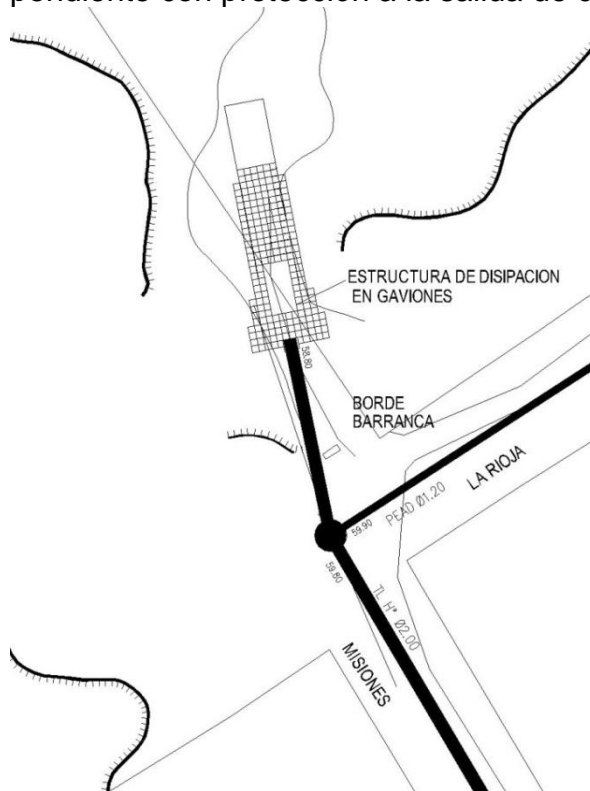 pendiente con protección a la salida de
ESTRUCTURA DE DISIPACION
EN GAVIONES
58.80
BORDE
BARRANCA
LA RIOJA
PEAD Ø1.20
59.90
59.80
TL Hº Ø2.00
MISIONES